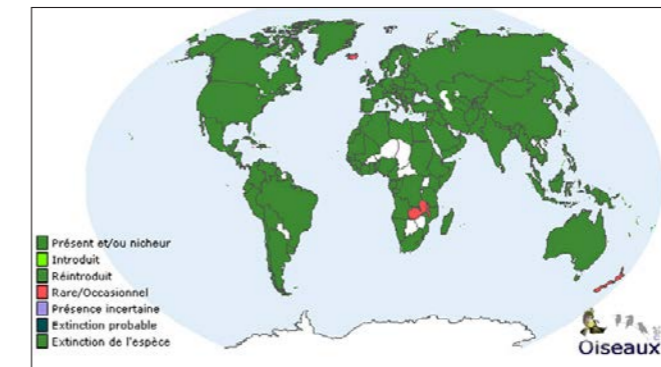 Présent et/ou nicheur
Introduit
Réintroduit
Rare/Occasionnel
Présence incertaine
Extinction probable
Extinction de l'espèce
Oiseaux